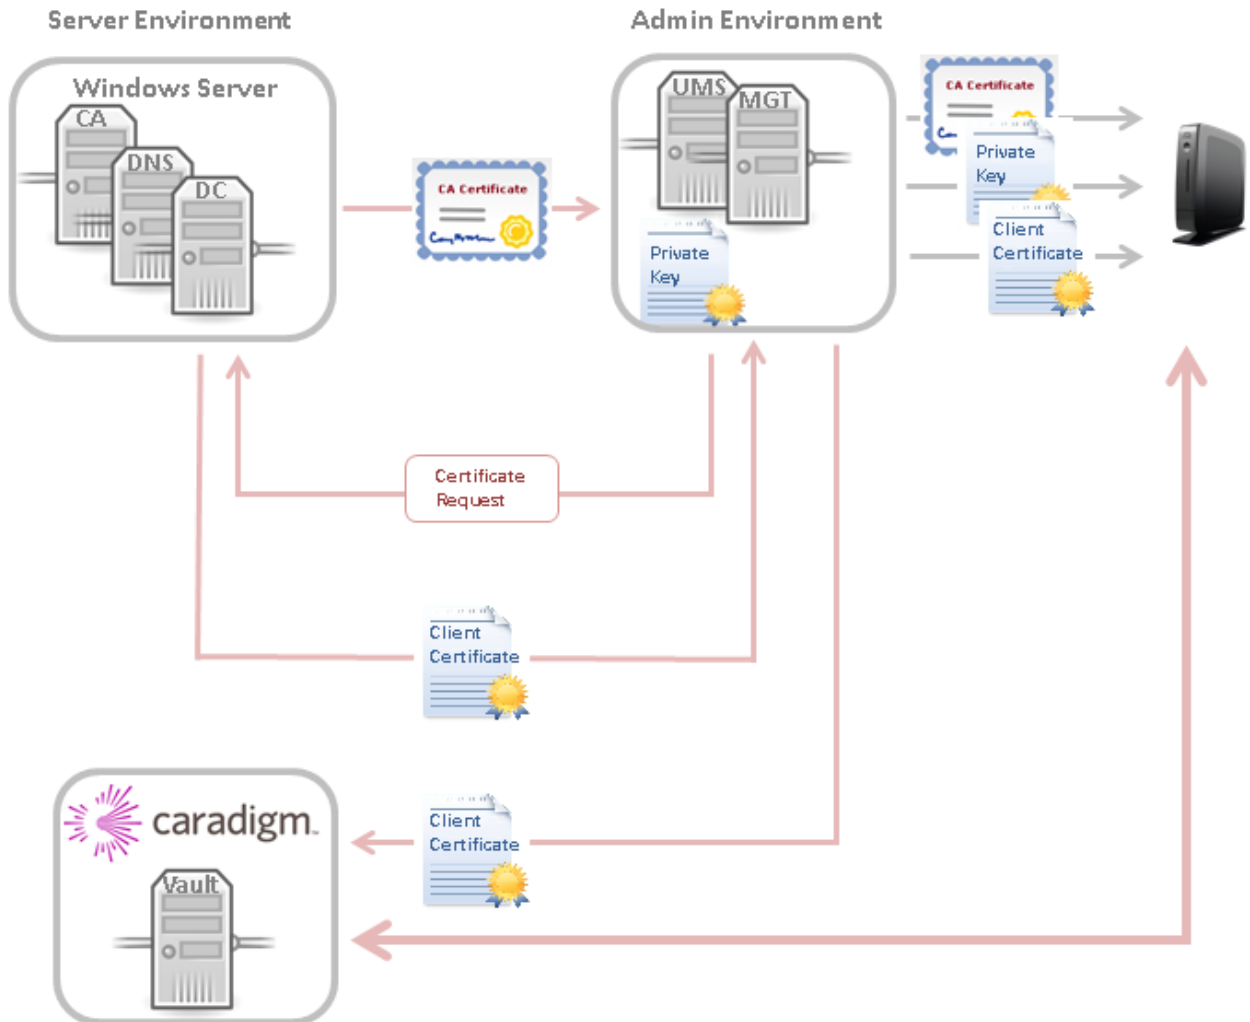 Server Environment
Admin Environment
Windows Server
CA
DNS
DC
CA Certificate
UMS
MGT
Private
Key
CA Certificate
Private
Key
Client
Certificate
Certificate
Request
Client
Certificate
Client
Certificate
caradigm™
Vault